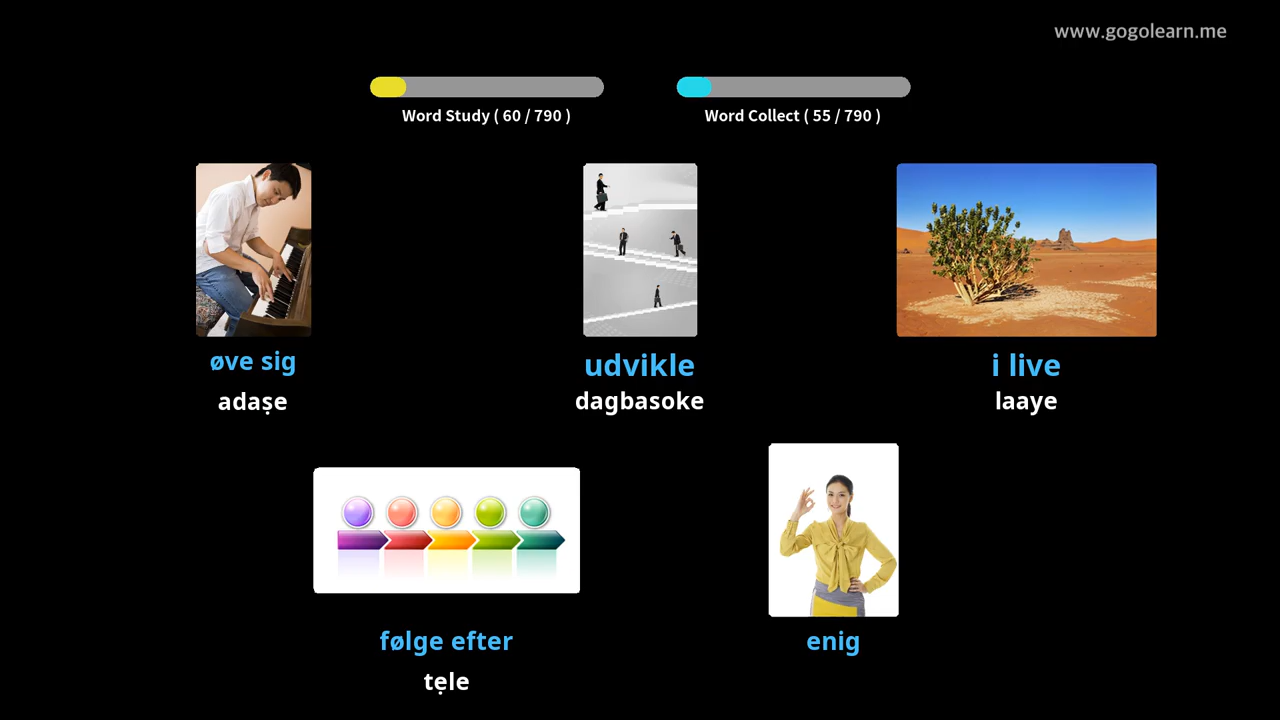 www.gogolearn.me
Word Study ( 60 / 790 )
Word Collect ( 55 / 790 )
øve sig
adaṣe
udvikle
dagbasoke
i live
laaye
følge efter
tẹle
enig